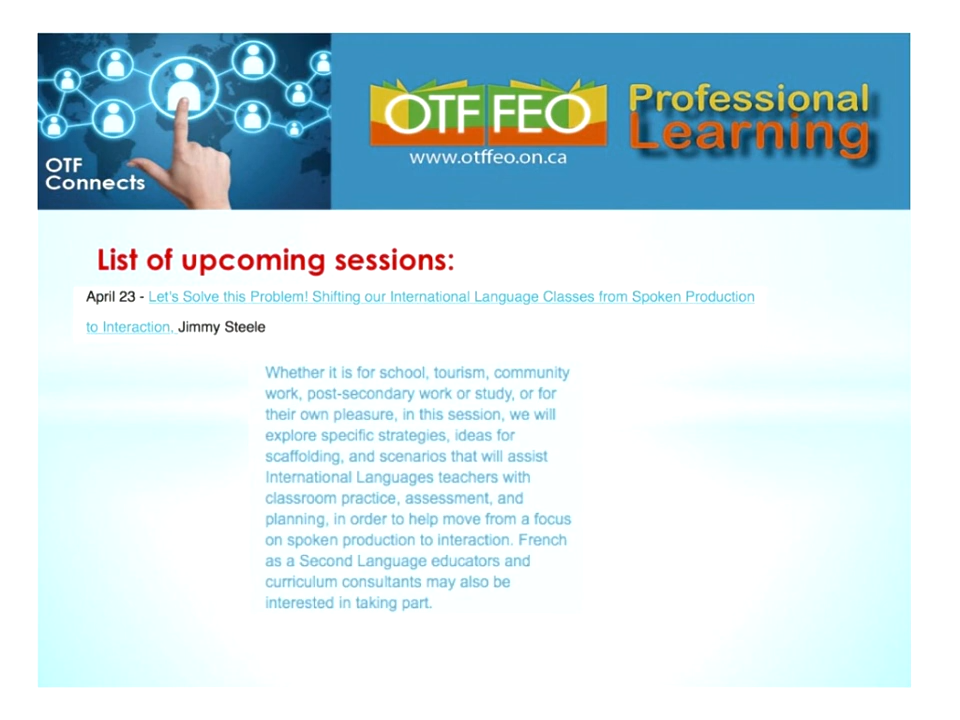 OTF
Connects
OTF FEO
www.otffeo.on.ca
Professional
Learning
List of upcoming sessions:
April 23 - Let's Solve this Problem! Shifting our International Language Classes from Spoken Production
to Interaction. Jimmy Steele
Whether it is for school, tourism, community
work, post-secondary work or study, or for
their own pleasure, in this session, we will
explore specific strategies, ideas for
scaffolding, and scenarios that will assist
International Languages teachers with
classroom practice, assessment, and
planning, in order to help move from a focus
on spoken production to interaction. French
as a Second Language educators and
curriculum consultants may also be
interested in taking part.